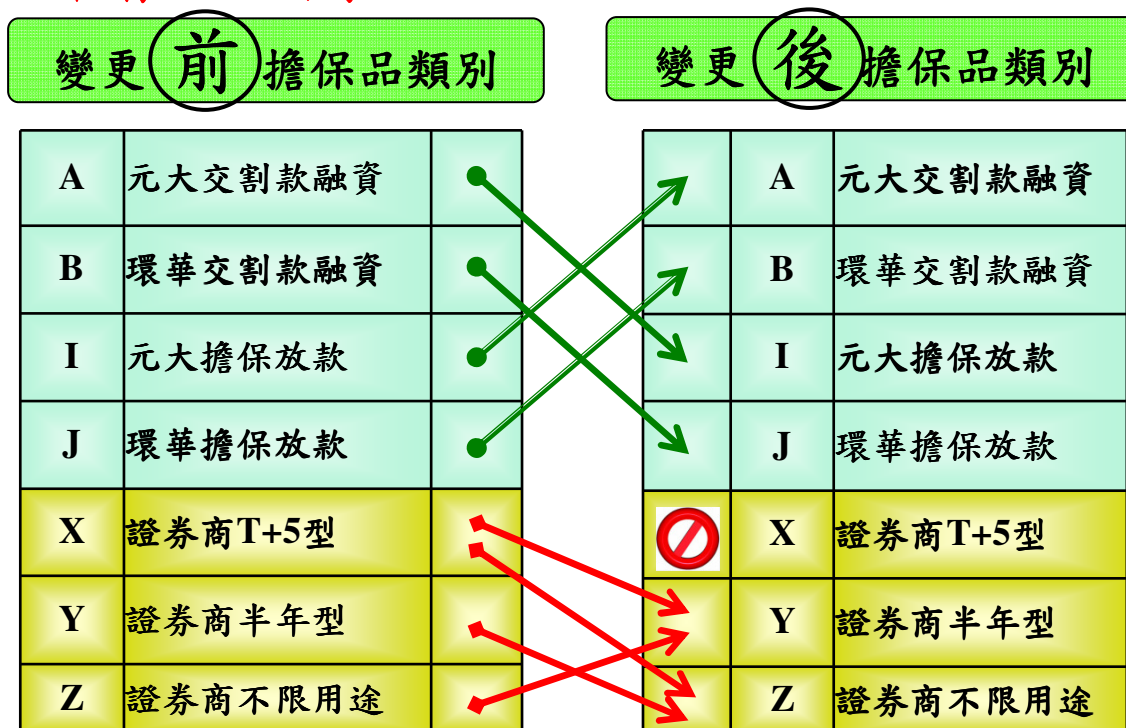 變更前擔保品類別
變更後擔保品類別
A 元大交割款融資
B 環華交割款融資
I 元大擔保放款
J 環華擔保放款
X 證券商T+5型
Y 證券商半年型
Z 證券商不限用途
A 元大交割款融資
B 環華交割款融資
I 元大擔保放款
J 環華擔保放款
X 證券商T+5型
Y 證券商半年型
Z 證券商不限用途